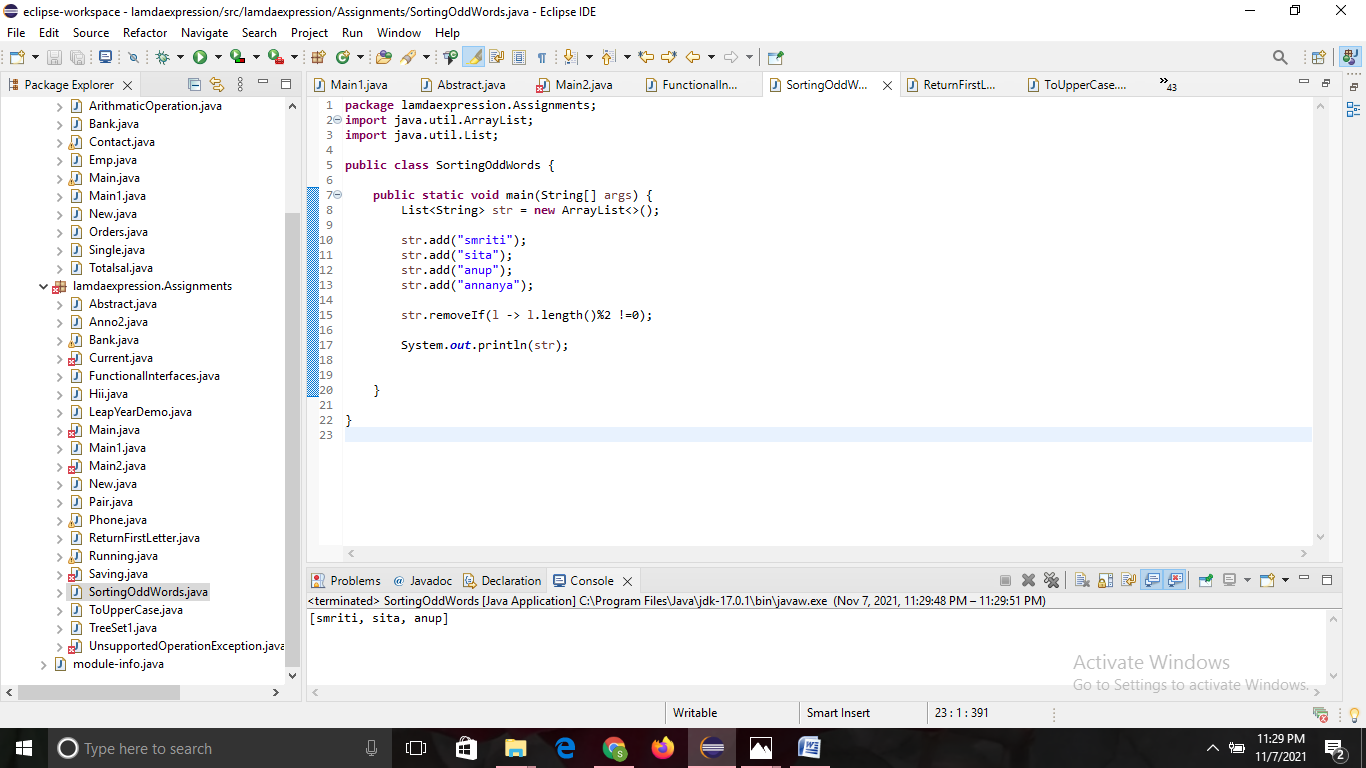 eclipse-workspace - lamdaexpression/src/lamdaexpression/Assignments/SortingOddWords.java - Eclipse IDE
File Edit Source Refactor Navigate Search Project Run Window Help
Package Explorer
ArithmaticOperation.java
Bank.java
Contact.java
Emp.java
Main.java
Main1.java
New.java
Orders.java
Single.java
Totalsal.java
lamdaexpression.Assignments
Abstract.java
Anno2.java
Bank.java
Current.java
FunctionalInterfaces.java
Hii.java
LeapYearDemo.java
Main.java
Main1.java
Main2.java
New.java
Pair.java
Phone.java
ReturnFirstLetter.java
Running.java
Saving.java
SortingOddWords.java
ToUpperCase.java
TreeSet1.java
UnsupportedOperationException.java
module-info.java
Main1.java Abstract.java Main2.java FunctionalIn... SortingOddW... ReturnFirstL... ToUpperCase.... 43
1 package lamdaexpression.Assignments;
2 import java.util.ArrayList;
3 import java.util.List;
4
5 public class SortingOddWords {
6
7 public static void main(String[] args) {
8 List<String> str = new ArrayList<>();
9
10 str.add("smriti");
11 str.add("sita");
12 str.add("anup");
13 str.add("annanya");
14
15 str.removeIf(l -> l.length()%2 !=0);
16
17 System.out.println(str);
18
19
20 }
21
22 }
23
Problems Javadoc Declaration Console
<terminated> SortingOddWords [Java Application] C:\Program Files\Java\jdk-17.0.1\bin\javaw.exe (Nov 7, 2021, 11:29:48 PM – 11:29:51 PM)
[smriti, sita, anup]
Activate Windows
Go to Settings to activate Windows.
Writable Smart Insert 23 : 1 : 391
Type here to search
11:29 PM
11/7/2021
2